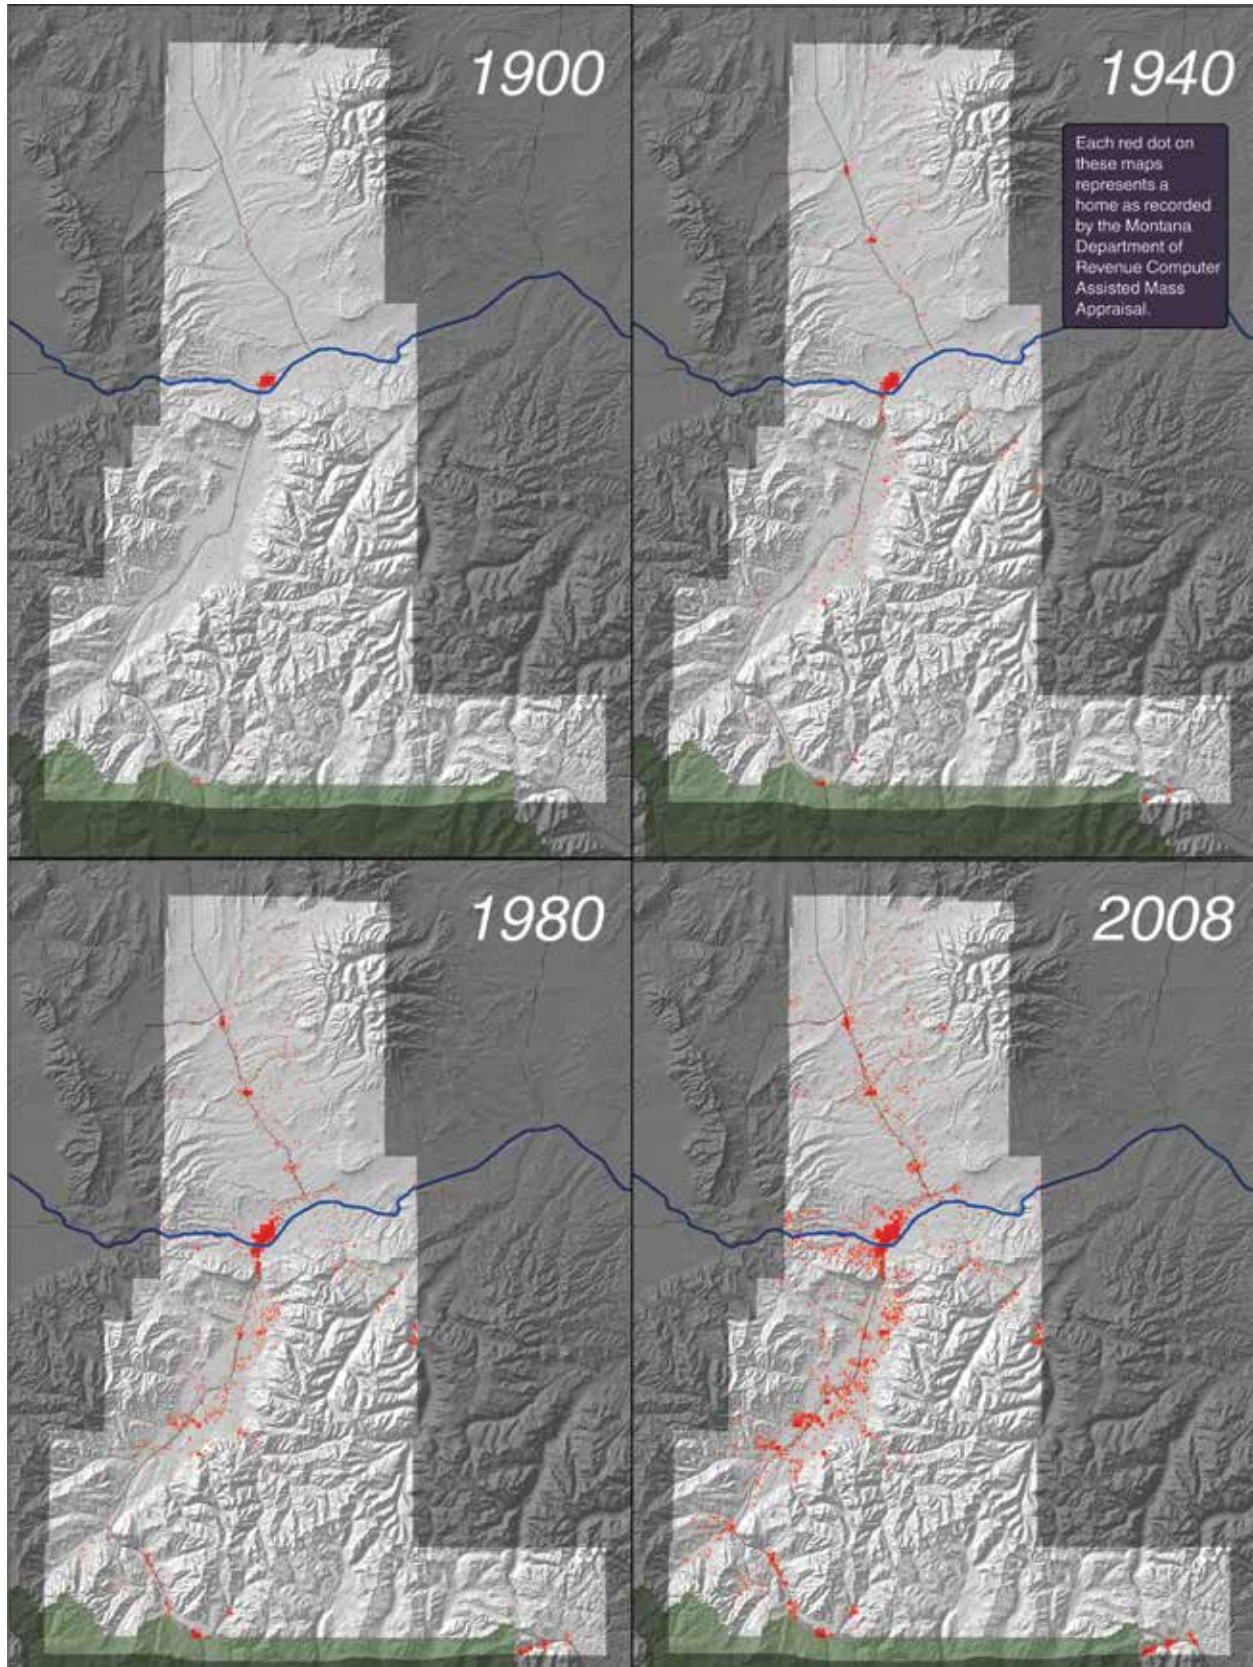 1900
1940
Each red dot on
these maps
represents a
home as recorded
by the Montana
Department of
Revenue Computer
Assisted Mass
Appraisal.
1980
2008